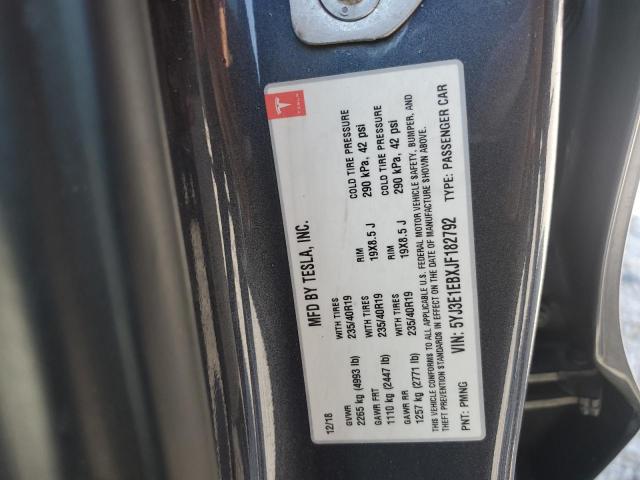 TESLA
MFD BY TESLA, INC.
12/18
GVWR WITH TIRES RIM COLD TIRE PRESSURE
2265 kg (4993 lb) 235/40R19 19X8.5 J 290 kPa, 42 psi
GAWR FRT WITH TIRES RIM COLD TIRE PRESSURE
1110 kg (2447 lb) 235/40R19 19X8.5 J 290 kPa, 42 psi
GAWR RR WITH TIRES
1257 kg (2771 lb) 235/40R19
THIS VEHICLE CONFORMS TO ALL APPLICABLE U.S. FEDERAL MOTOR VEHICLE SAFETY, BUMPER, AND
THEFT PREVENTION STANDARDS IN EFFECT ON THE DATE OF MANUFACTURE SHOWN ABOVE.
PNT: PMNG VIN: 5YJ3E1EBXJF182792 TYPE: PASSENGER CAR